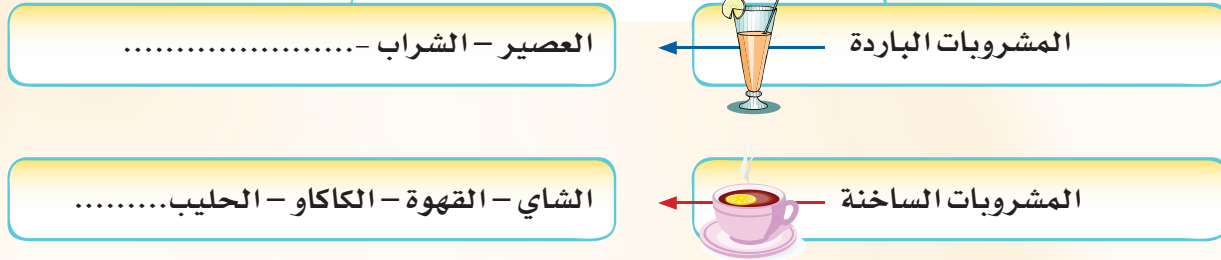 المشروبات الباردة
العصير – الشراب -......................
المشروبات الساخنة
الشاي – القهوة – الكاكاو – الحليب.........